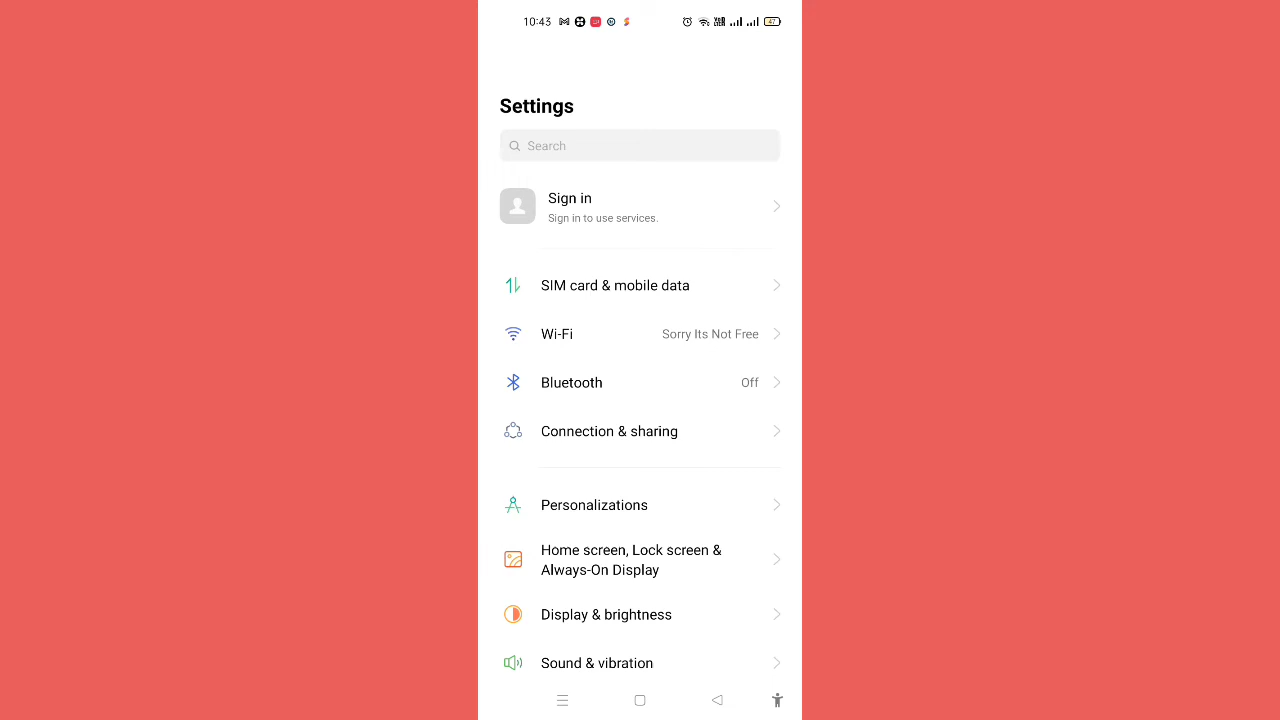 10:43
47
Settings
Search
Sign in
Sign in to use services.
SIM card & mobile data
Wi-Fi Sorry Its Not Free
Bluetooth Off
Connection & sharing
Personalizations
Home screen, Lock screen &
Always-On Display
Display & brightness
Sound & vibration